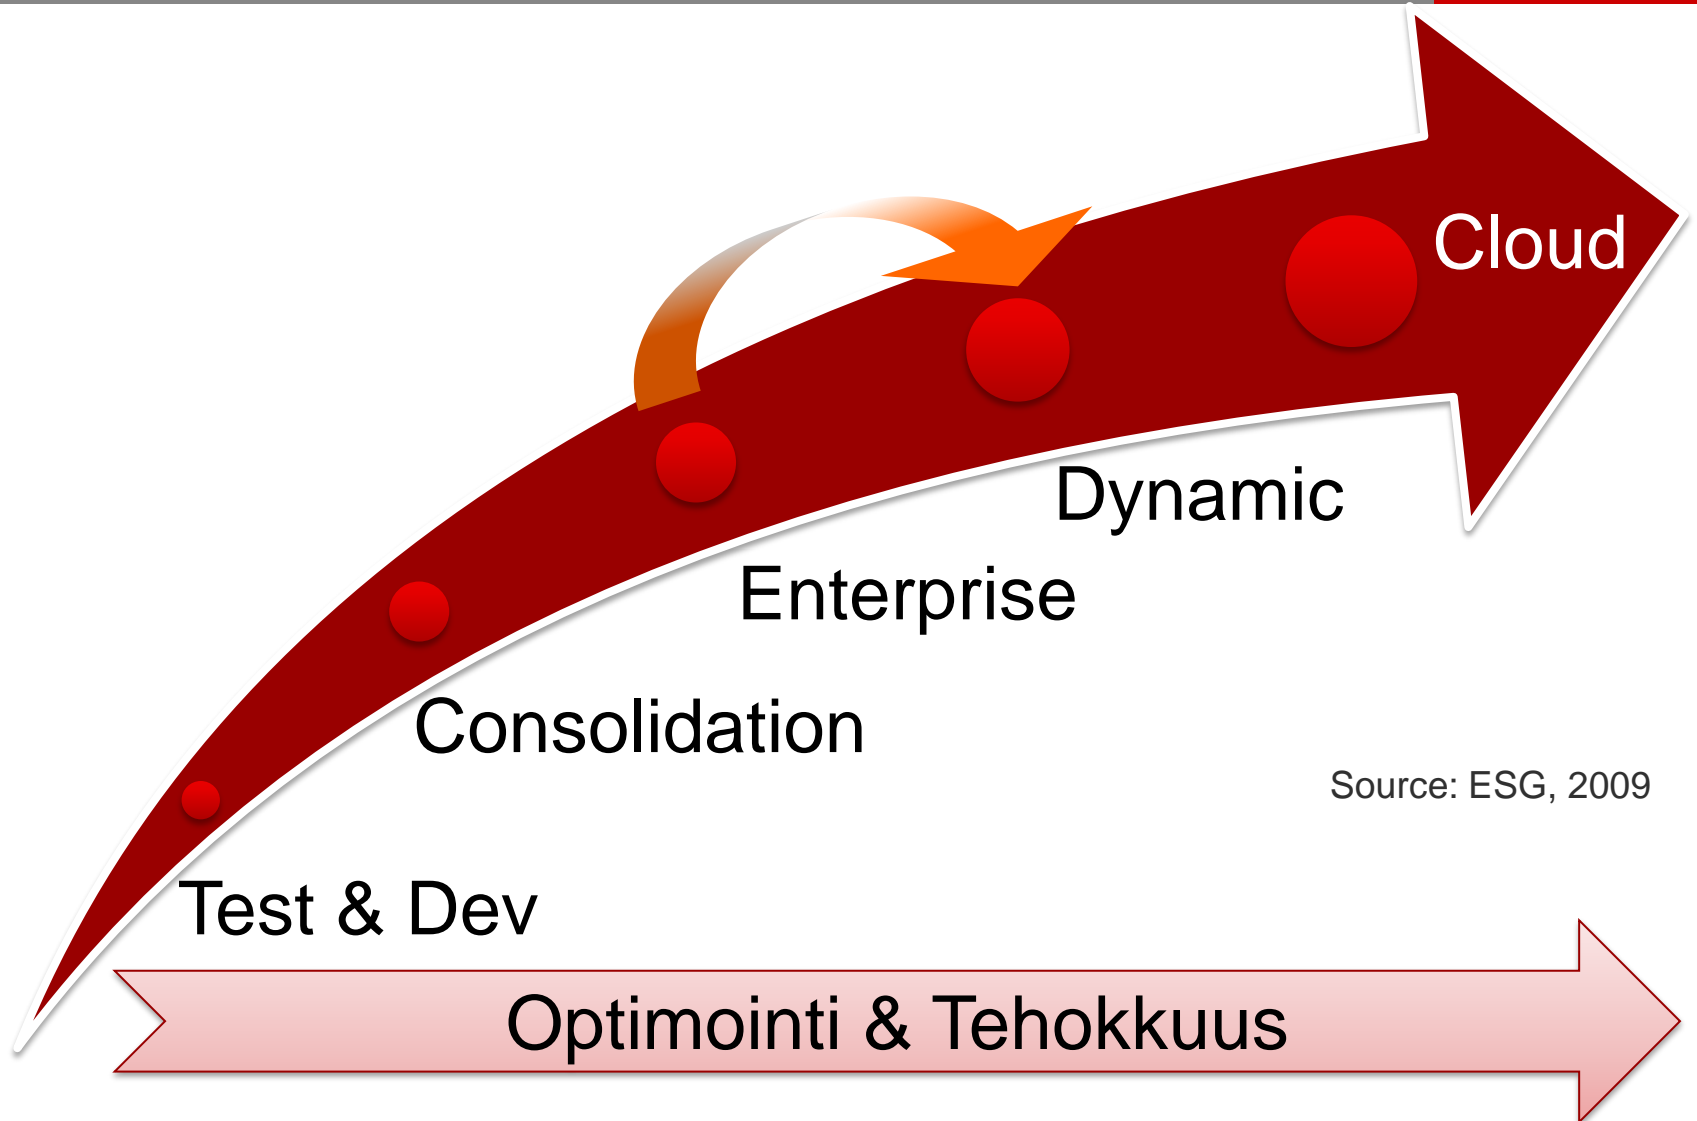 Cloud
Dynamic
Enterprise
Consolidation
Source: ESG, 2009
Test & Dev
Optimointi & Tehokkuus